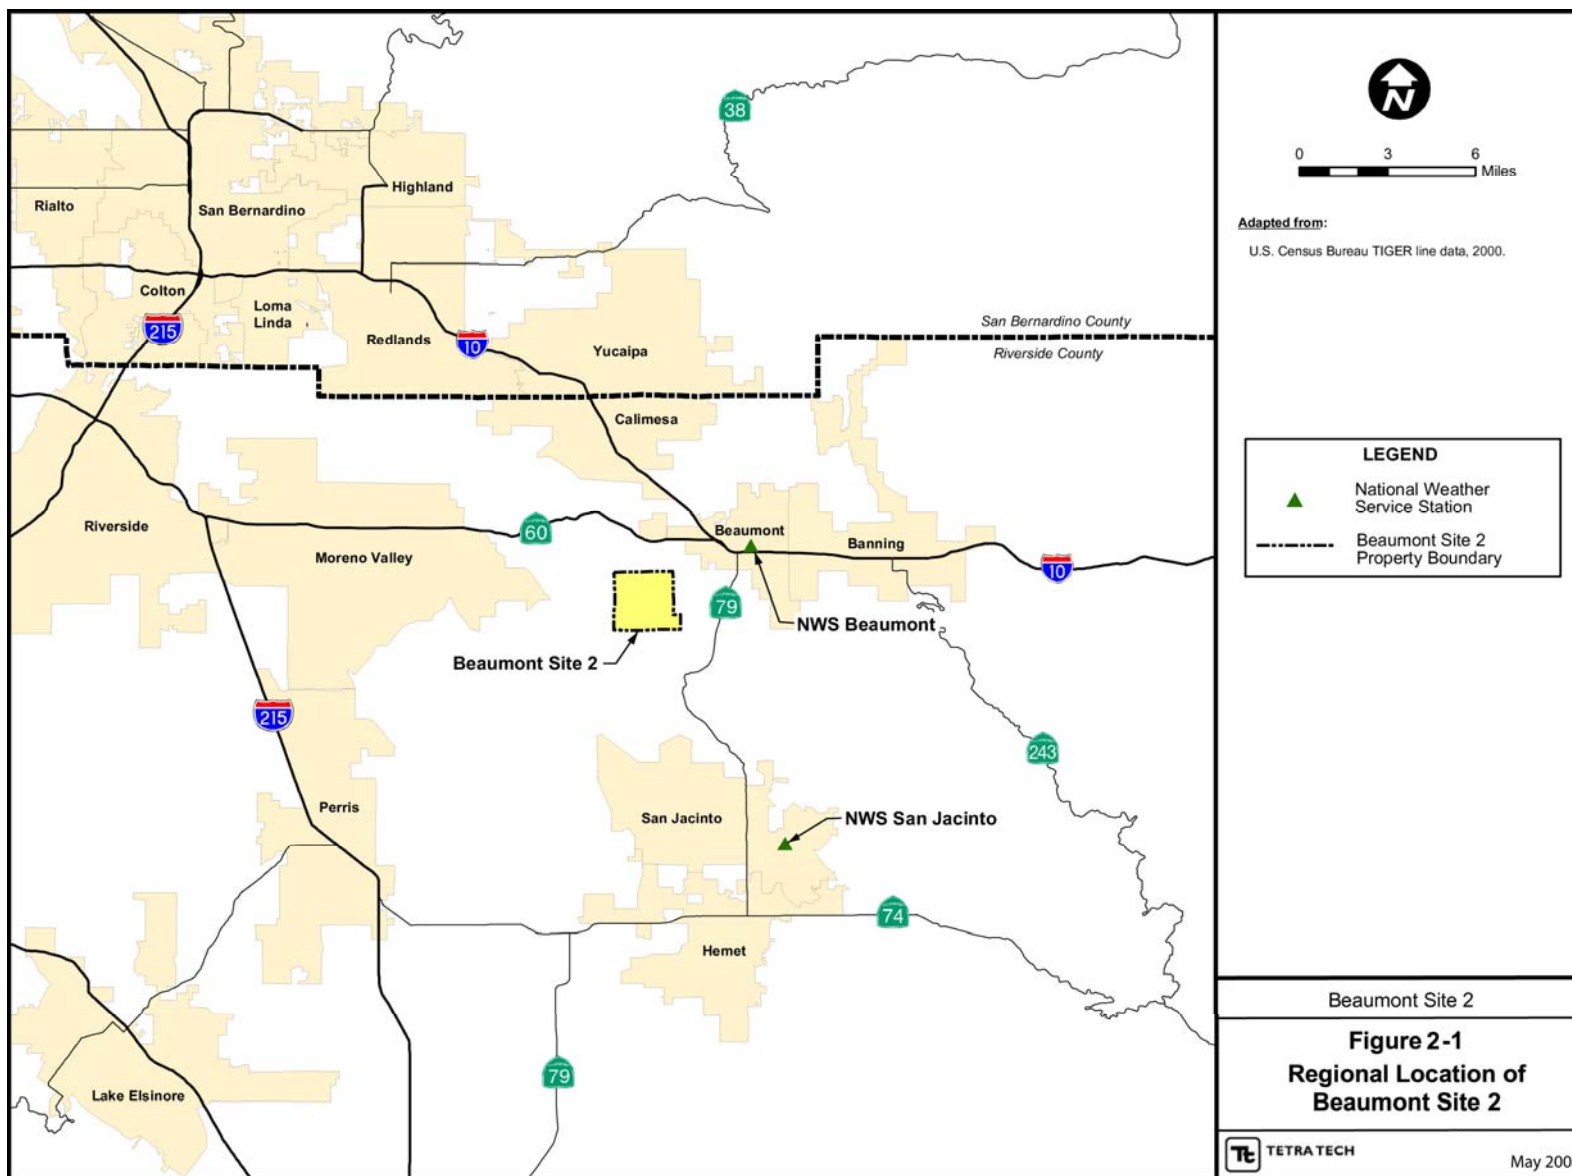 38
Highland
Rialto
San Bernardino
Colton
Loma
Linda
215
Redlands
10
Yucaipa
San Bernardino County
Riverside County
Calimesa
Riverside
Moreno Valley
60
Beaumont
Banning
10
79
NWS Beaumont
Beaumont Site 2
215
243
Perris
San Jacinto
NWS San Jacinto
74
Hemet
79
Lake Elsinore
N
0 3 6
Miles
Adapted from:
U.S. Census Bureau TIGER line data, 2000.
LEGEND
National Weather
Service Station
Beaumont Site 2
Property Boundary
Beaumont Site 2
Figure 2-1
Regional Location of
Beaumont Site 2
Tt TETRA TECH
May 200